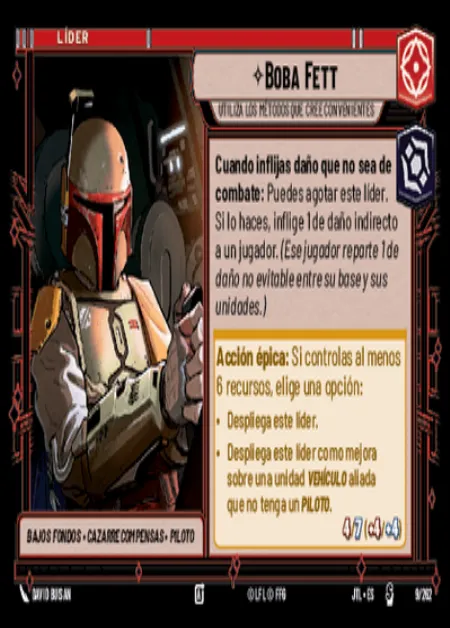 LÍDER
✧BOBA FETT
UTILIZA LOS MÉTODOS QUE CREE CONVENIENTES
Cuando inflijas daño que no sea de
combate: Puedes agotar este líder.
Si lo haces, inflige 1 de daño indirecto
a un jugador. (Ese jugador reparte 1 de
daño no evitable entre su base y sus
unidades.)
Acción épica: Si controlas al menos
6 recursos, elige una opción:
• Despliega este líder.
• Despliega este líder como mejora
sobre una unidad VEHÍCULO aliada
que no tenga un PILOTO.
4/7 (+4/+4)
BAJOS FONDOS • CAZARRECOMPENSAS • PILOTO
DAVID BUISAN
©LFL ©FFG
JTL • ES
9/262